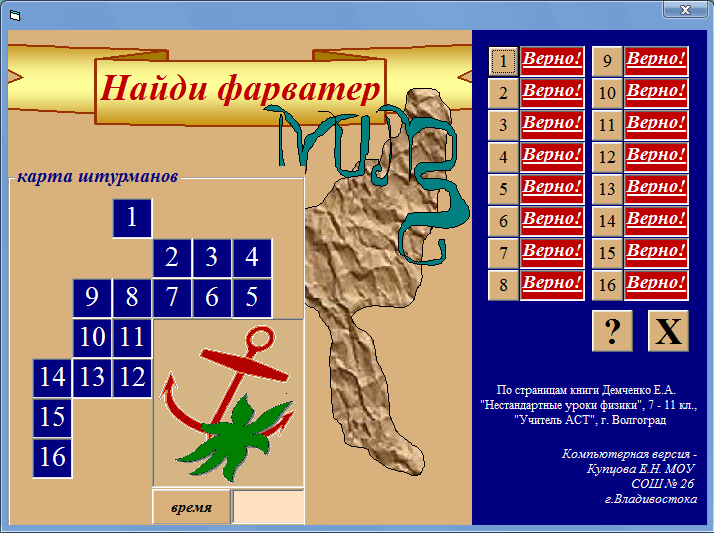 Найди фарватер
карта штурманов
1
2 3 4
9 8 7 6 5
10 11
14 13 12
15
16
время
1 Верно! 9 Верно!
2 Верно! 10 Верно!
3 Верно! 11 Верно!
4 Верно! 12 Верно!
5 Верно! 13 Верно!
6 Верно! 14 Верно!
7 Верно! 15 Верно!
8 Верно! 16 Верно!
? X
По страницам книги Демченко Е.А.
"Нестандартные уроки физики", 7 - 11 кл.,
"Учитель АСТ", г. Волгоград
Компьютерная версия -
Купцова Е.Н. МОУ
СОШ № 26
г.Владивостока